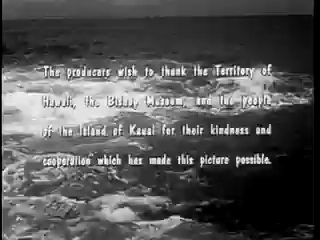 The producers wish to thank the Territory of
Hawaii, the Bishop Museum, and the people
of the Island of Kauai for their kindness and
cooperation which has made this picture possible.